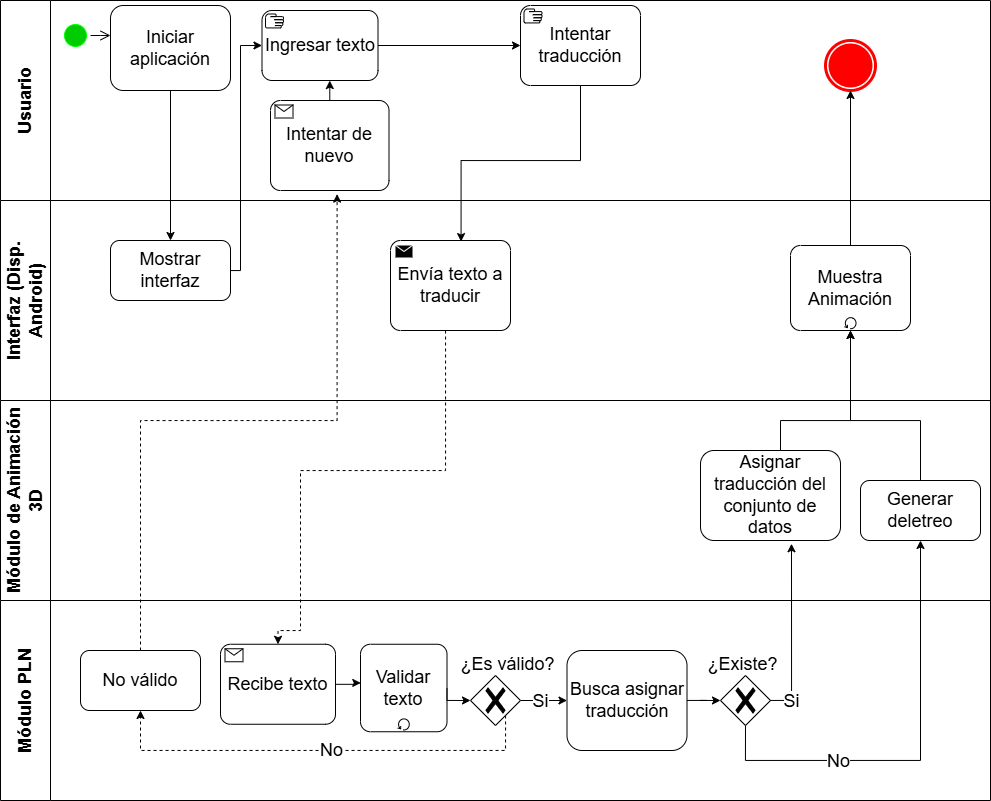 Usuario
Iniciar
aplicación
Ingresar texto
Intentar
traducción
Intentar de
nuevo
Interfaz (Disp.
Android)
Mostrar
interfaz
Envía texto a
traducir
Muestra
Animación
Módulo de Animación
3D
Asignar
traducción del
conjunto de
datos
Generar
deletreo
Módulo PLN
No válido
Recibe texto
Validar
texto
¿Es válido?
Si
Busca asignar
traducción
¿Existe?
Si
No
No